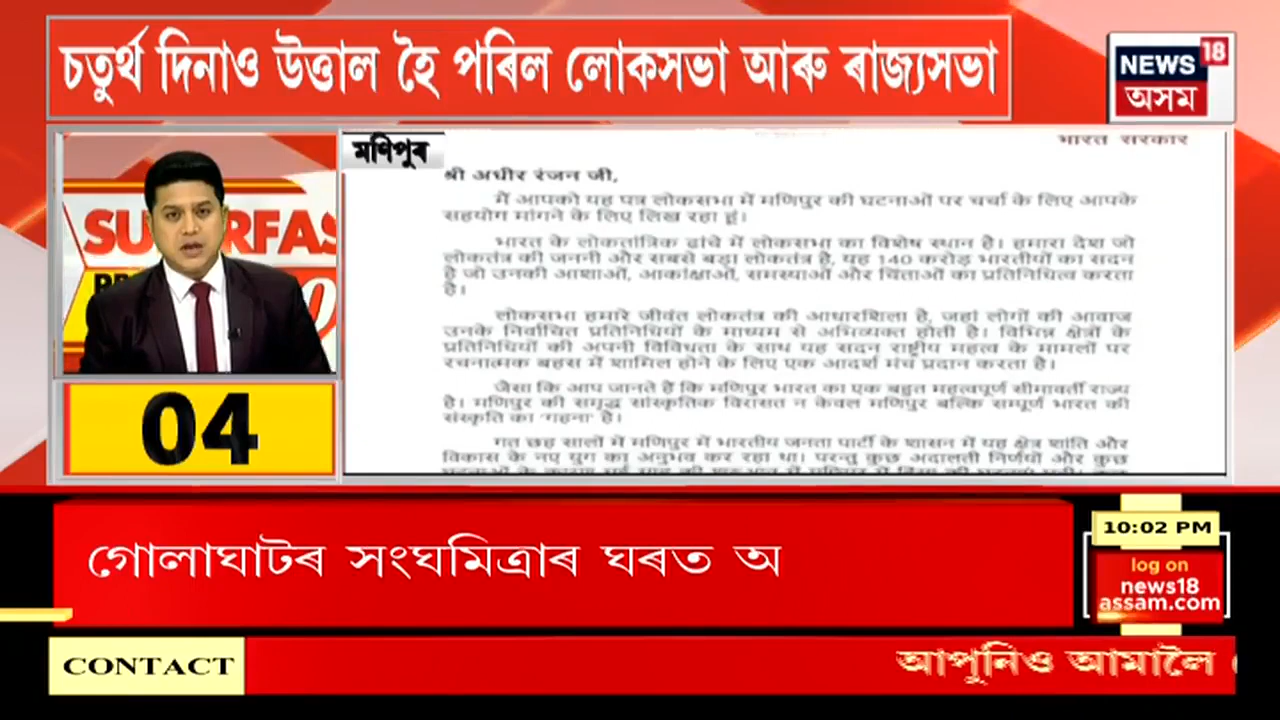 চতুৰ্থ দিনাও উত্তাল হৈ পৰিল লোকসভা আৰু ৰাজ্যসভা
NEWS 18
অসম
মণিপুৰ
भारत सरकार
श्री अधीर रंजन जी,
मैं आपको यह पत्र लोकसभा में मणिपुर की घटनाओं पर चर्चा के लिए आपके
सहयोग मांगने के लिए लिख रहा हूं।
भारत के लोकतांत्रिक ढांचे में लोकसभा का विशेष स्थान है। हमारा देश जो
लोकतंत्र की जननी और सबसे बड़ा लोकतंत्र है, यह 140 करोड़ भारतीयों का सदन
है जो उनकी आशाओं, आकांक्षाओं, समस्याओं और चिंताओं का प्रतिनिधित्व करता
है।
लोकसभा हमारे जीवंत लोकतंत्र की आधारशिला है, जहां लोगों की आवाज
उनके निर्वाचित प्रतिनिधियों के माध्यम से अभिव्यक्त होती है। विभिन्न क्षेत्रों के
प्रतिनिधियों की अपनी विविधता के साथ यह सदन राष्ट्रीय महत्व के मामलों पर
रचनात्मक बहस में शामिल होने के लिए एक आदर्श मंच प्रदान करता है।
जैसा कि आप जानते हैं कि मणिपुर भारत का एक बहुत महत्वपूर्ण सीमावर्ती राज्य
है। मणिपुर की समृद्ध सांस्कृतिक विरासत न केवल मणिपुर बल्कि सम्पूर्ण भारत की
संस्कृति का 'गहना' है।
गत छह सालों में मणिपुर में भारतीय जनता पार्टी के शासन में यह क्षेत्र शांति और
विकास के नए युग का अनुभव कर रहा था। परन्तु कुछ अदालती निर्णयों और कुछ
SUPERFAS
04
গোলাঘাটৰ সংঘমিত্ৰাৰ ঘৰত অ
10:02 PM
log on
news18
assam.com
CONTACT
আপুনিও আমালৈ